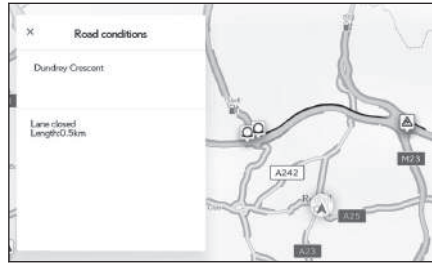 × Road conditions
Dundrey Crescent
Lane closed
Length:0.5km
A242
M23
A25
A23